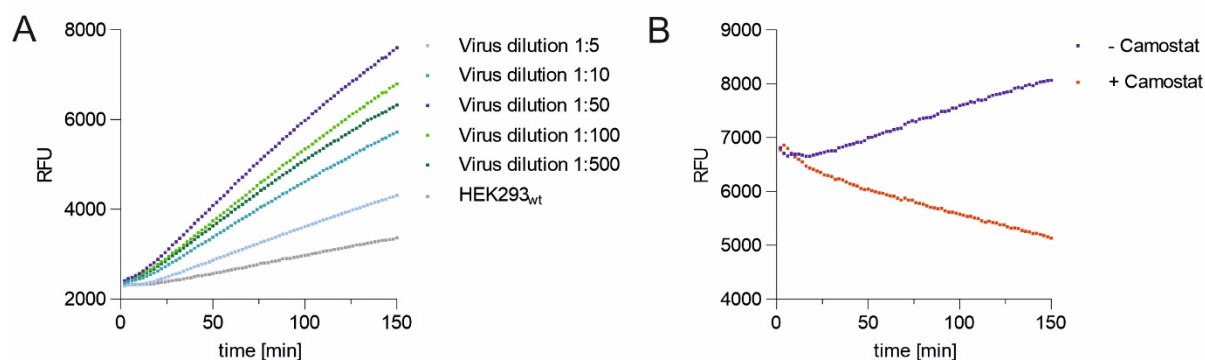 A
8000
6000
4000
2000
RFU
0
50
100
150
time [min]
Virus dilution 1:5
Virus dilution 1:10
Virus dilution 1:50
Virus dilution 1:100
Virus dilution 1:500
HEK293wt
B
9000
8000
7000
6000
5000
4000
RFU
0
50
100
150
time [min]
- Camostat
+ Camostat